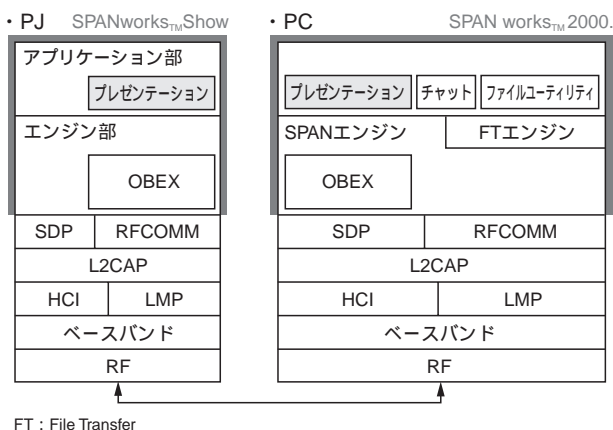 ・PJ SPANworksTMShow
アプリケーション部
プレゼンテーション
エンジン部
OBEX
SDP RFCOMM
L2CAP
HCI LMP
ベースバンド
RF
・PC SPAN worksTM2000.
プレゼンテーション チャット ファイルユーティリティ
SPANエンジン FTエンジン
OBEX
SDP RFCOMM
L2CAP
HCI LMP
ベースバンド
RF
FT：File Transfer